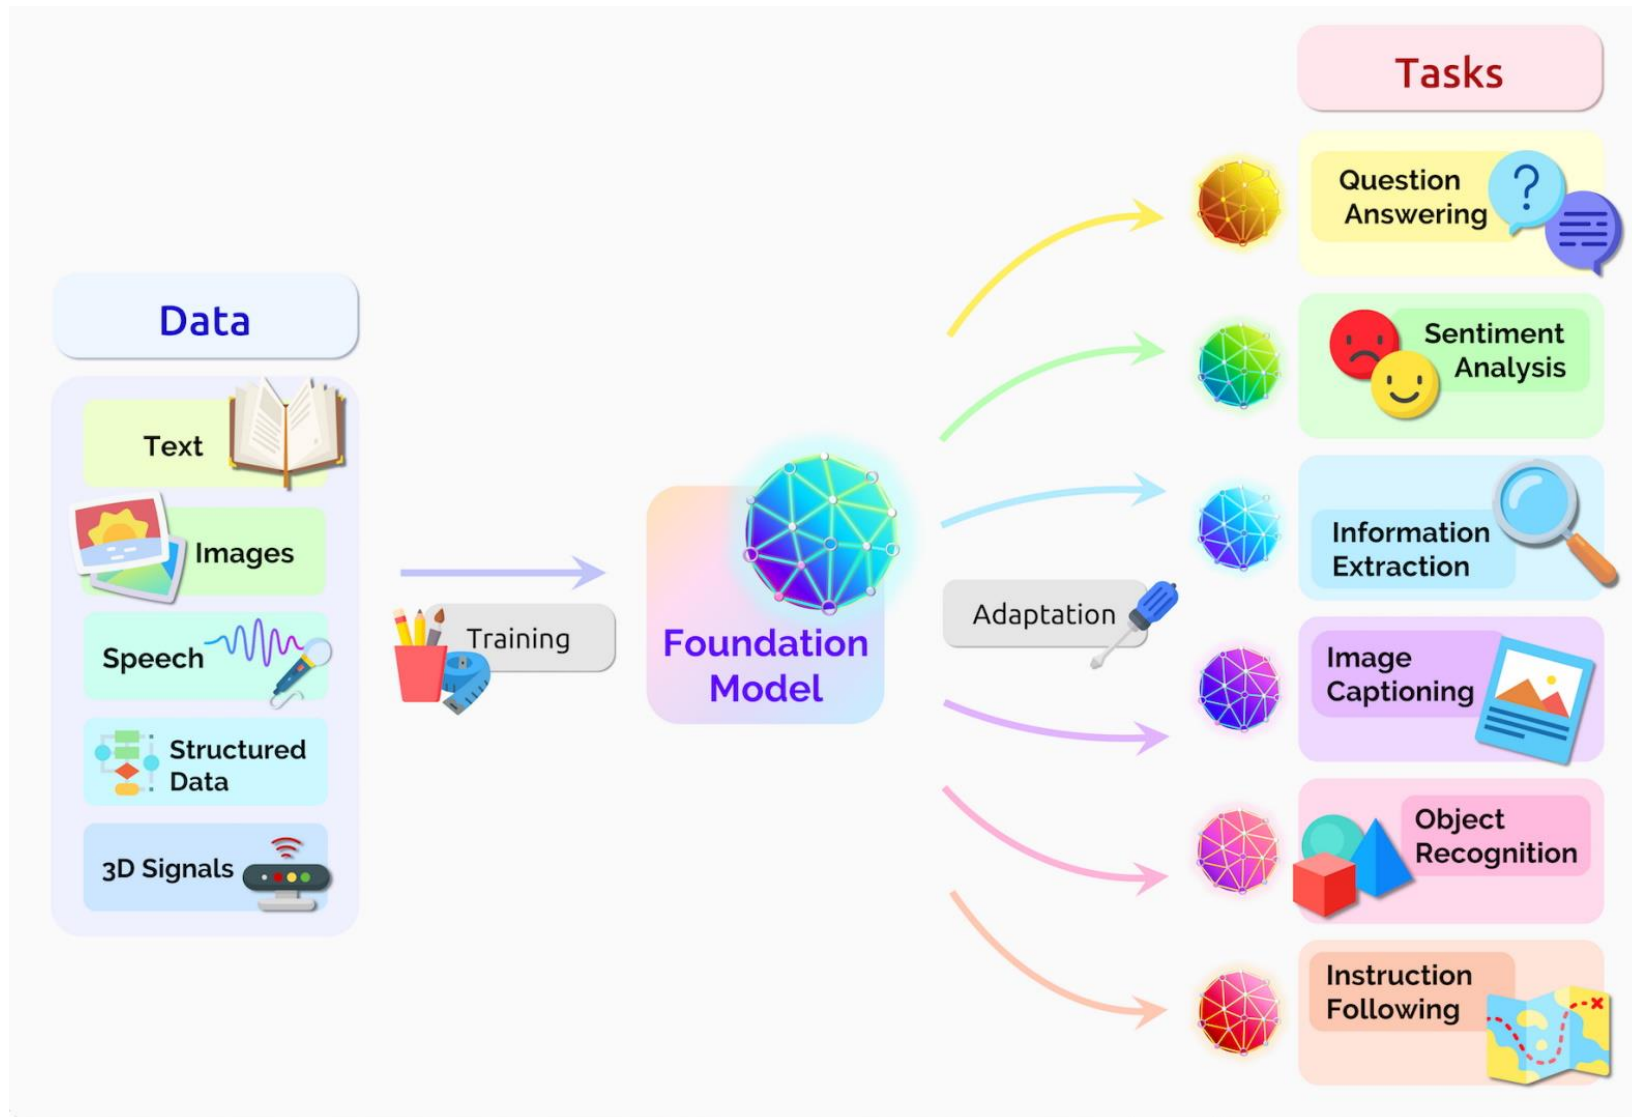 Data
Text
Images
Speech
Structured
Data
3D Signals
Training
Foundation
Model
Adaptation
Tasks
Question
Answering
Sentiment
Analysis
Information
Extraction
Image
Captioning
Object
Recognition
Instruction
Following